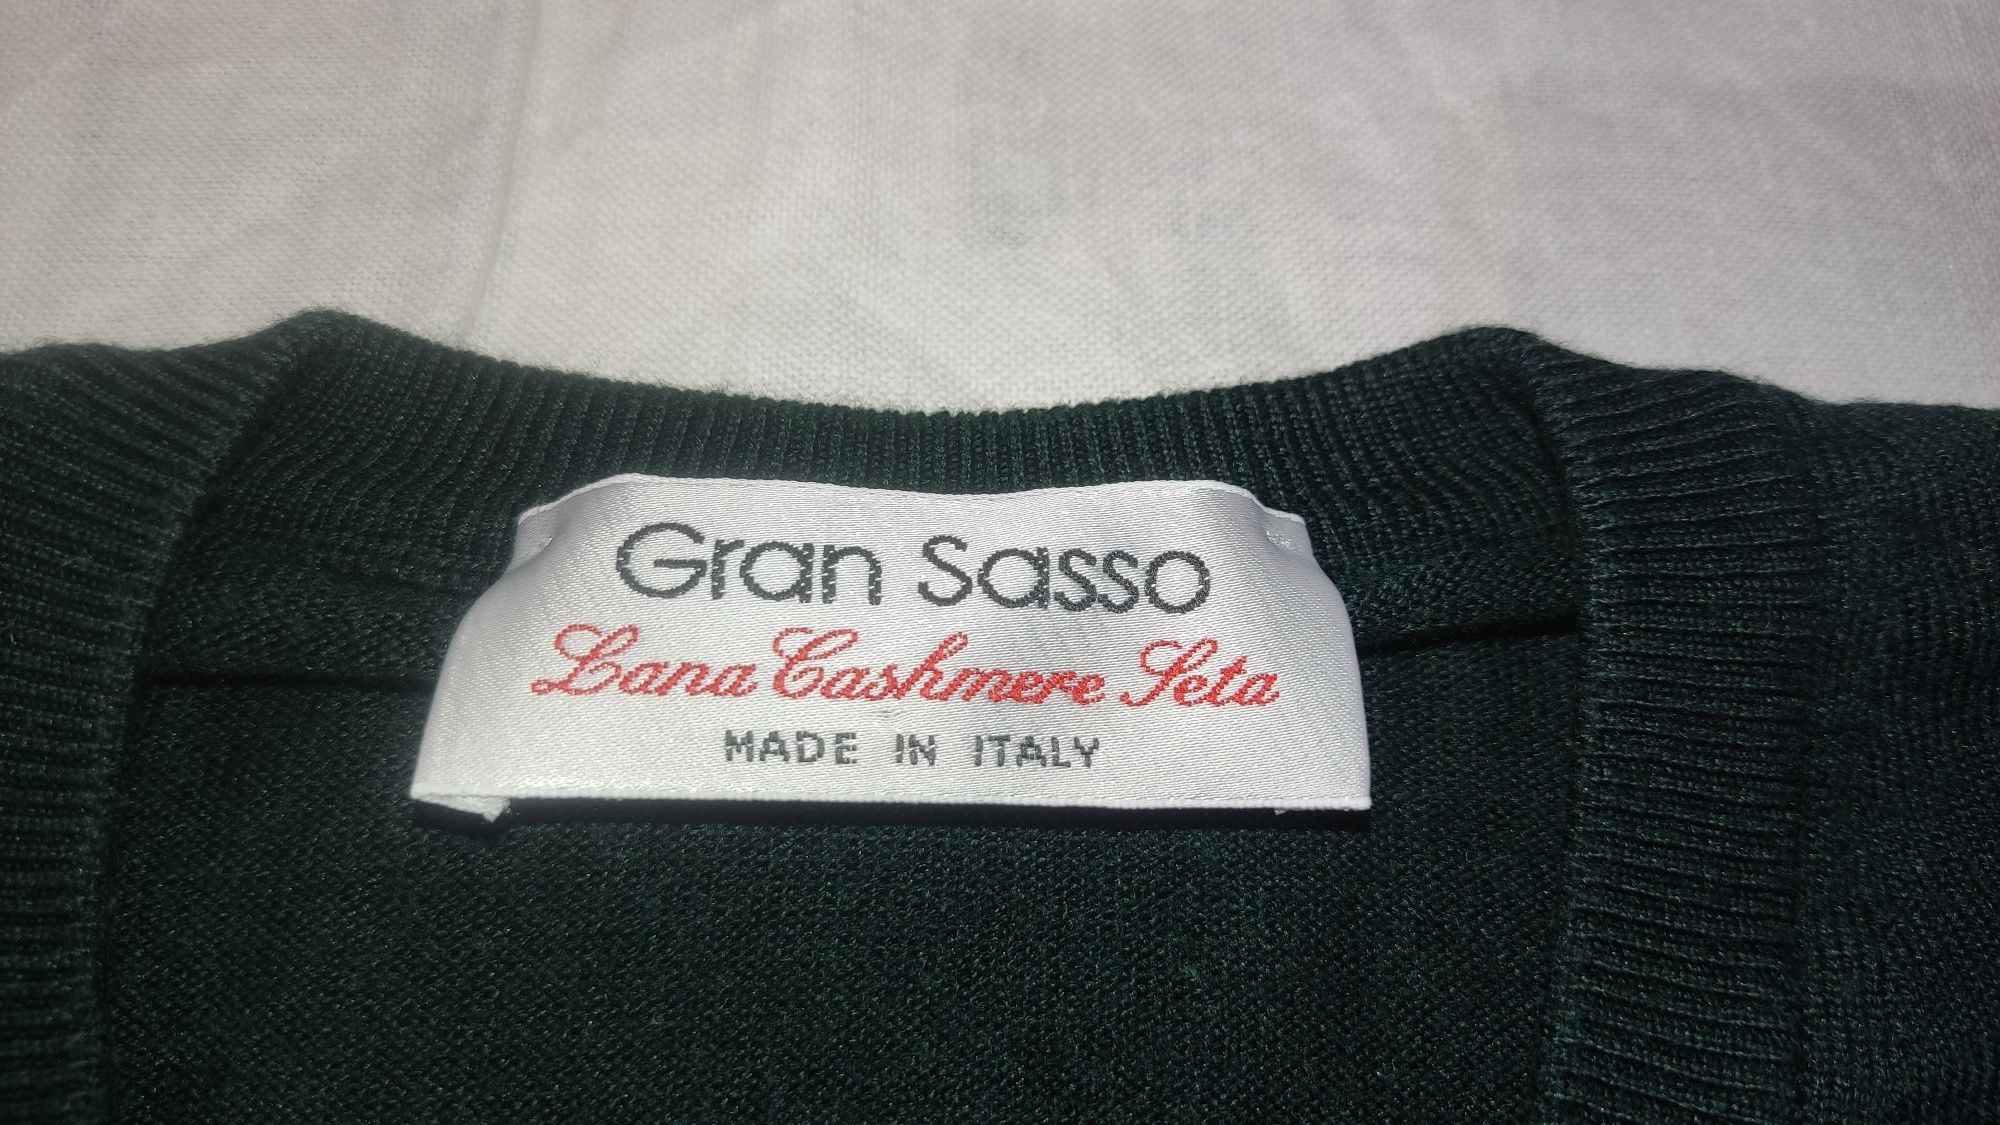 Gran Sasso
Lana Cashmere Seta
MADE IN ITALY